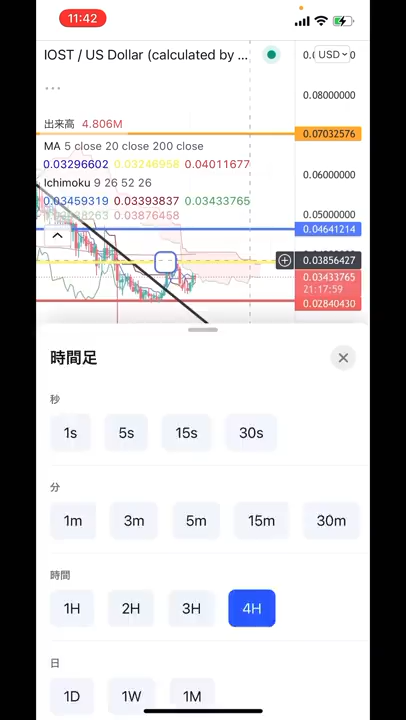 11:42
IOST / US Dollar (calculated by ...
USD
0.08000000
出来高 4.806M
0.07032576
MA 5 close 20 close 200 close
0.03296602 0.03246958 0.04011677
0.06000000
Ichimoku 9 26 52 26
0.03459319 0.03393837 0.03433765
0.03876458
0.05000000
0.04641214
0.03856427
0.03433765
21:17:59
0.02840430
時間足
秒
1s 5s 15s 30s
分
1m 3m 5m 15m 30m
時間
1H 2H 3H 4H
日
1D 1W 1M